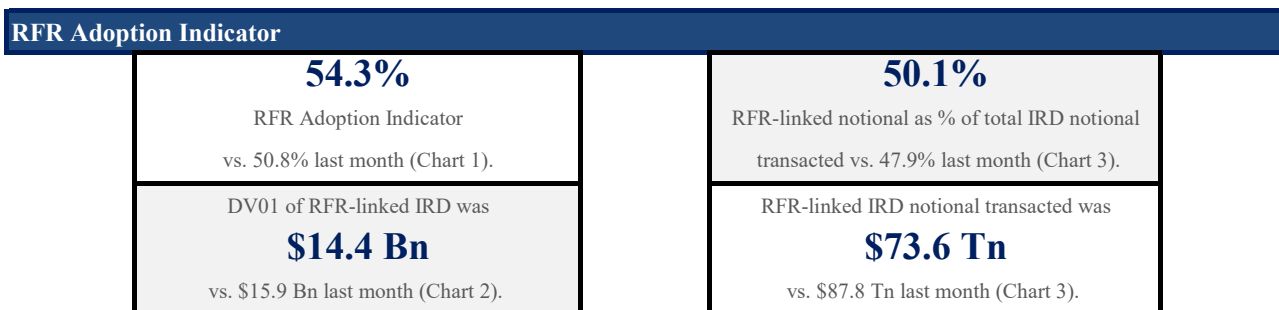 RFR Adoption Indicator
54.3%
RFR Adoption Indicator
vs. 50.8% last month (Chart 1).
50.1%
RFR-linked notional as % of total IRD notional
transacted vs. 47.9% last month (Chart 3).
DV01 of RFR-linked IRD was
$14.4 Bn
vs. $15.9 Bn last month (Chart 2).
RFR-linked IRD notional transacted was
$73.6 Tn
vs. $87.8 Tn last month (Chart 3).